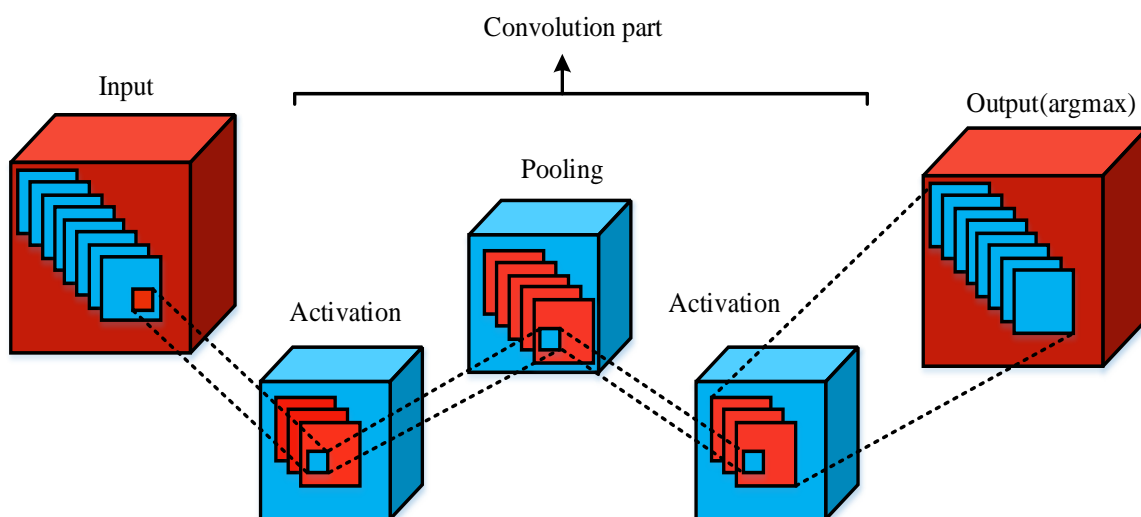 Convolution part
Input
Output(argmax)
Pooling
Activation
Activation